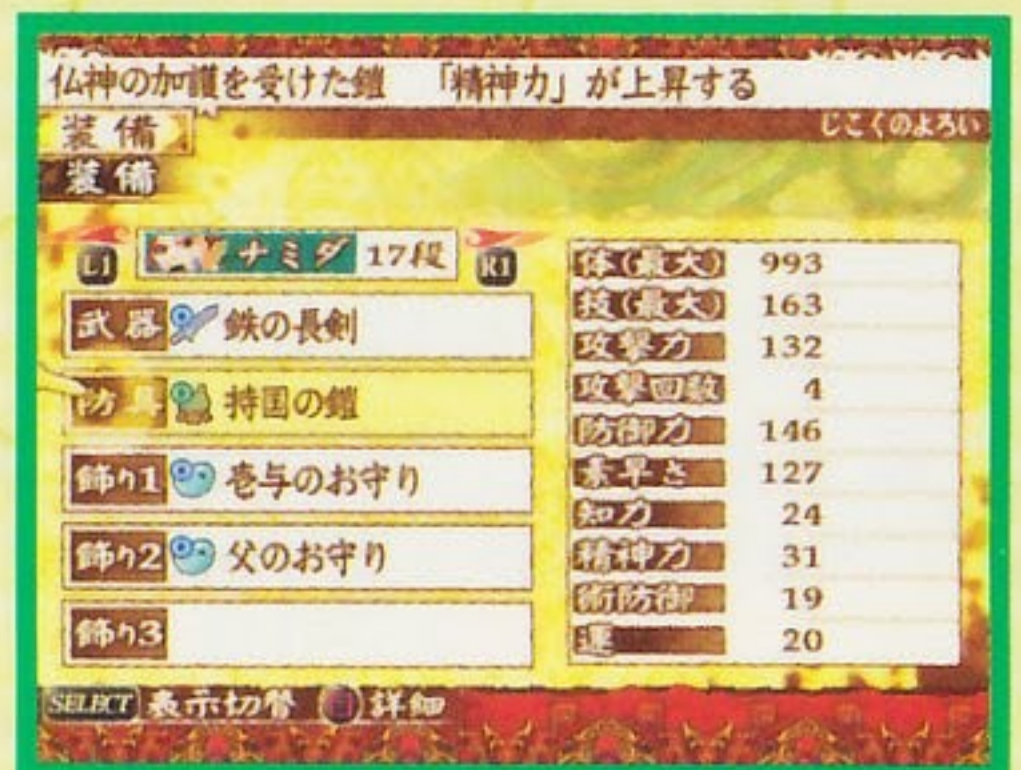 仏神の加護を受けた鎧　「精神力」が上昇する
じこくのよろい
装備
装備
L1 ナミダ 17段 R1
武器 鉄の長剣
防具 持国の鎧
飾り1 壱与のお守り
飾り2 父のお守り
飾り3
体(最大) 993
技(最大) 163
攻撃力 132
攻撃回数 4
防御力 146
素早さ 127
知力 24
精神力 31
術防御 19
運 20
SELECT 表示切替 詳細